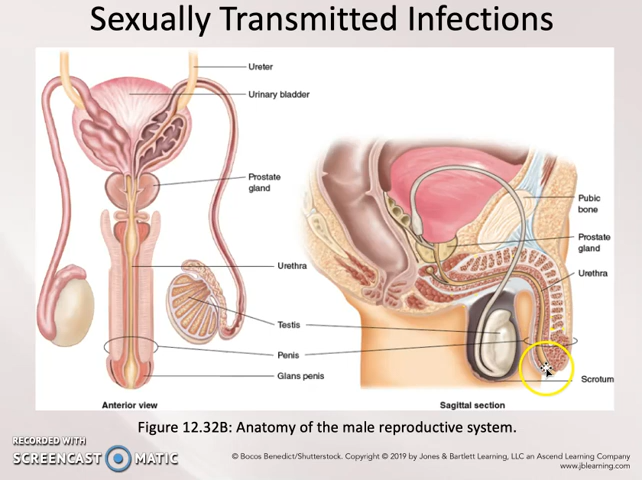 Sexually Transmitted Infections
Ureter
Urinary bladder
Prostate
gland
Urethra
Testis
Penis
Glans penis
Anterior view
Pubic
bone
Prostate
gland
Urethra
Scrotum
Sagittal section
Figure 12.32B: Anatomy of the male reproductive system.
RECORDED WITH
SCREENCAST MATIC
© Bocos Benedict/Shutterstock. Copyright © 2019 by Jones & Bartlett Learning, LLC an Ascend Learning Company
www.jblearning.com